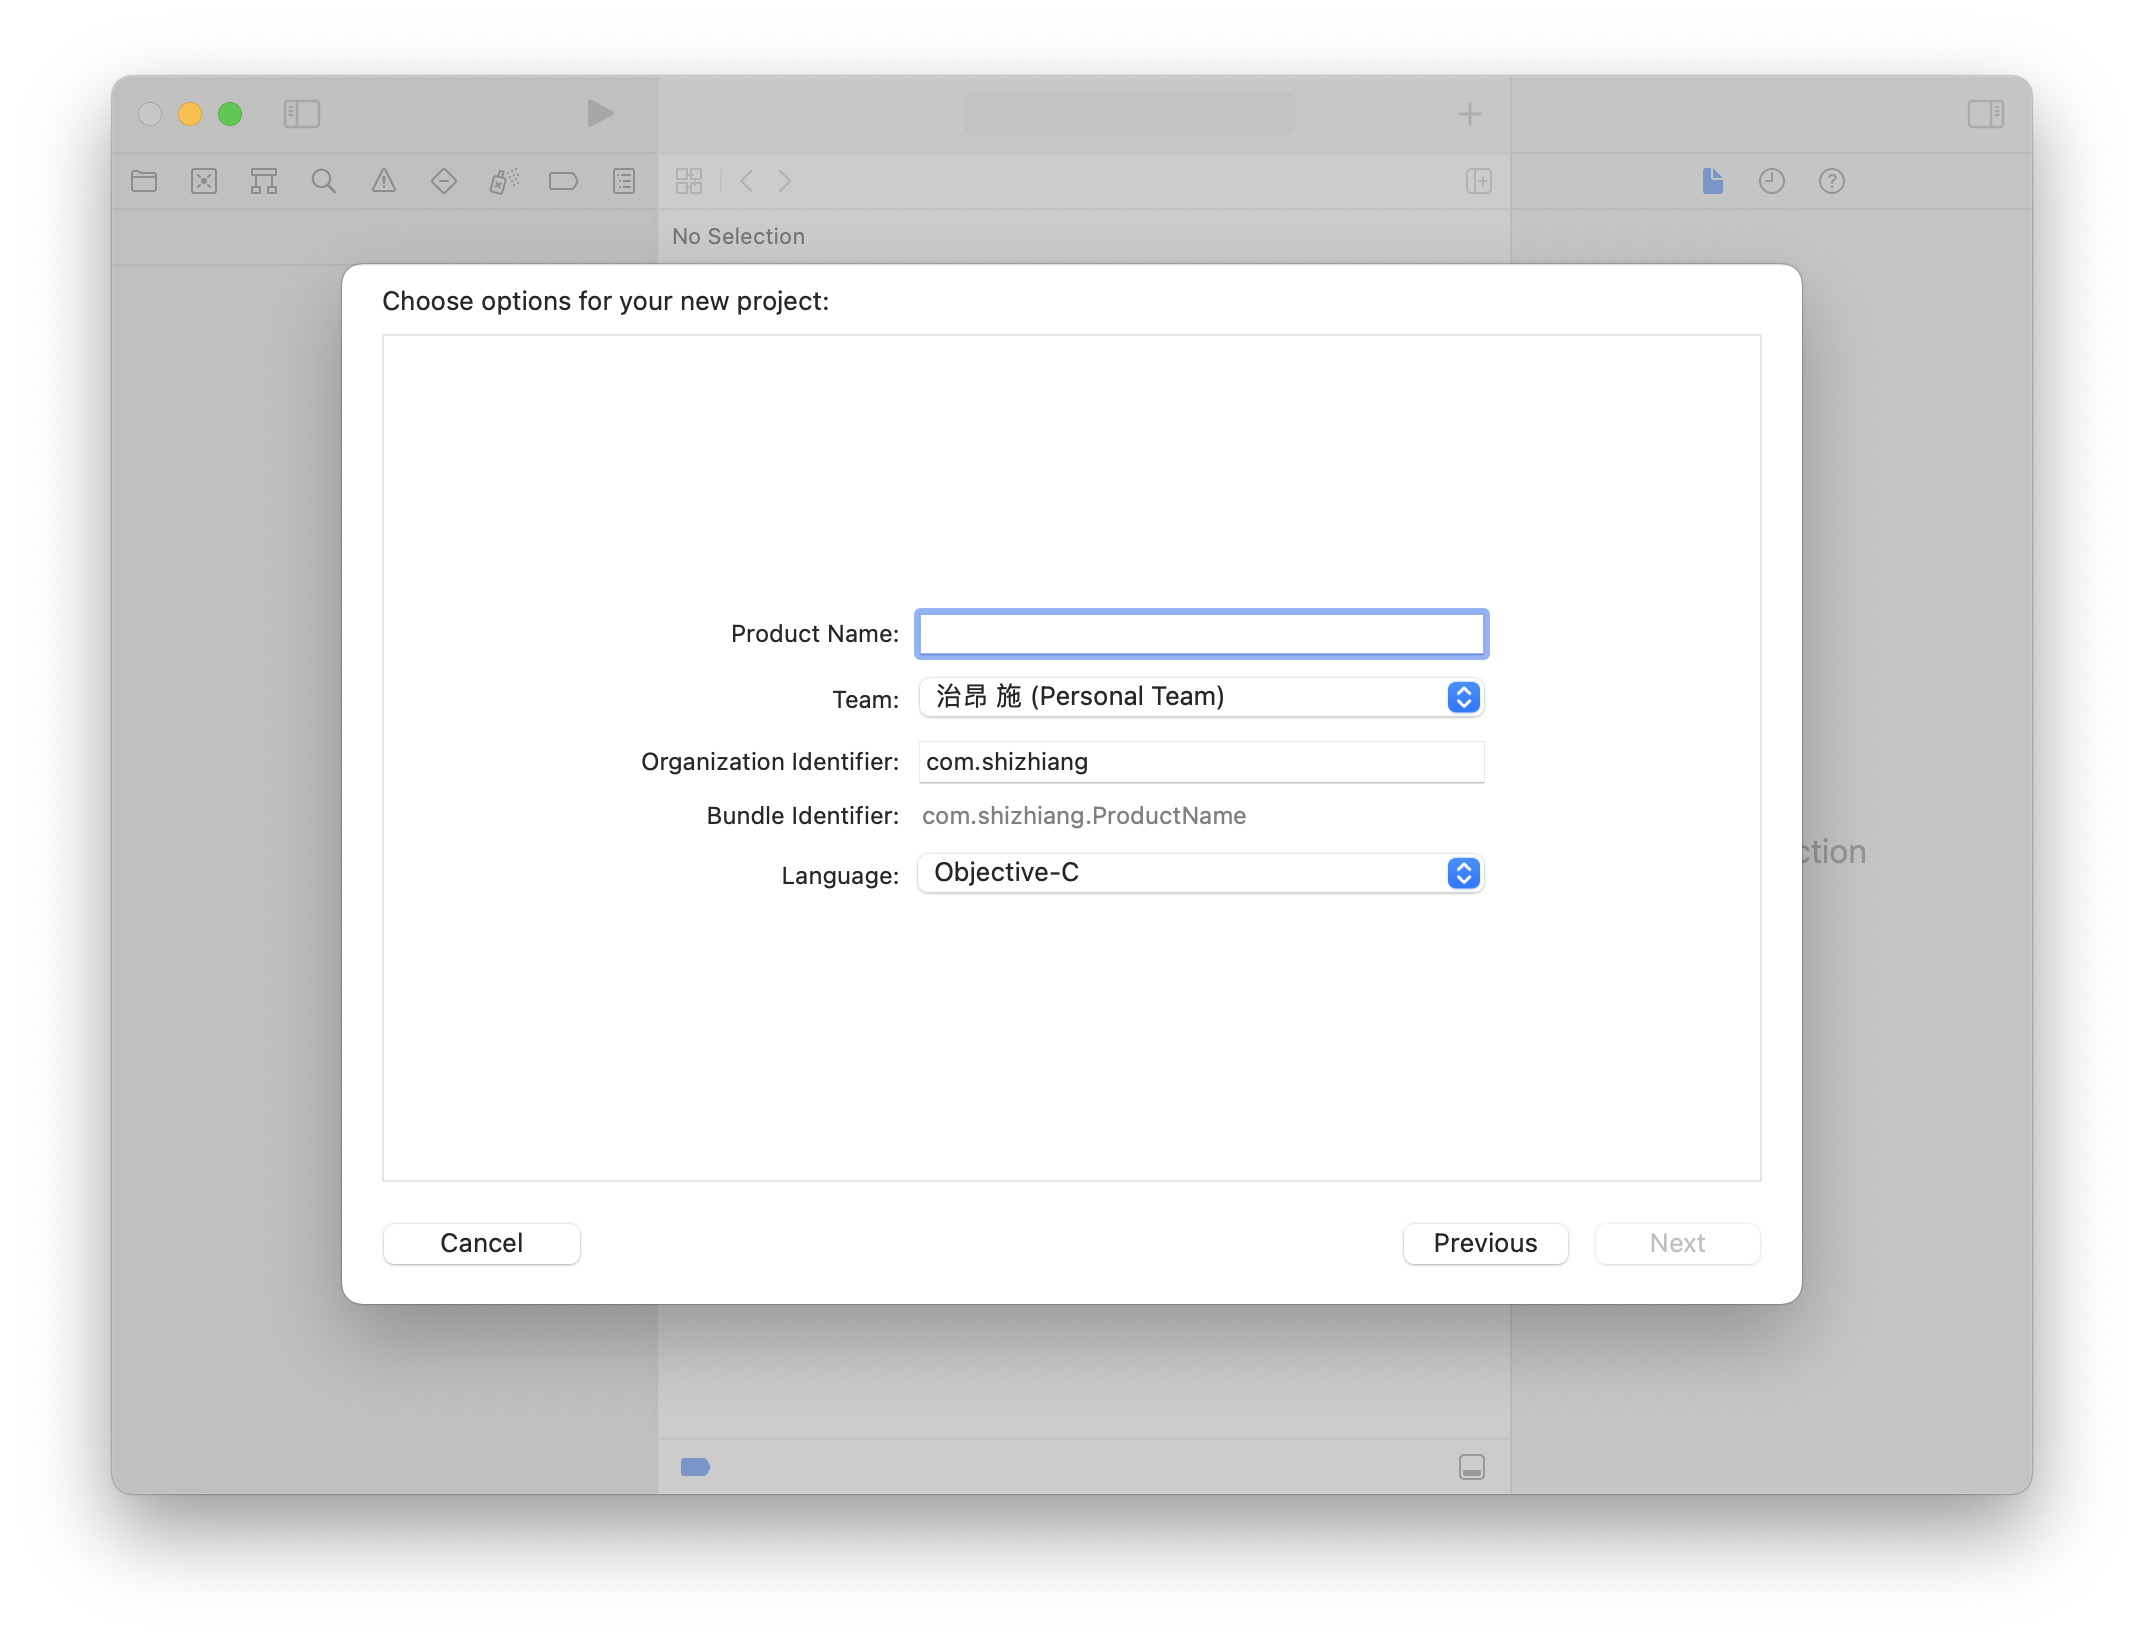 No Selection
Choose options for your new project:
Product Name:
Team: 治昂 施 (Personal Team)
Organization Identifier: com.shizhiang
Bundle Identifier: com.shizhiang.ProductName
Language: Objective-C
ction
Cancel Previous Next